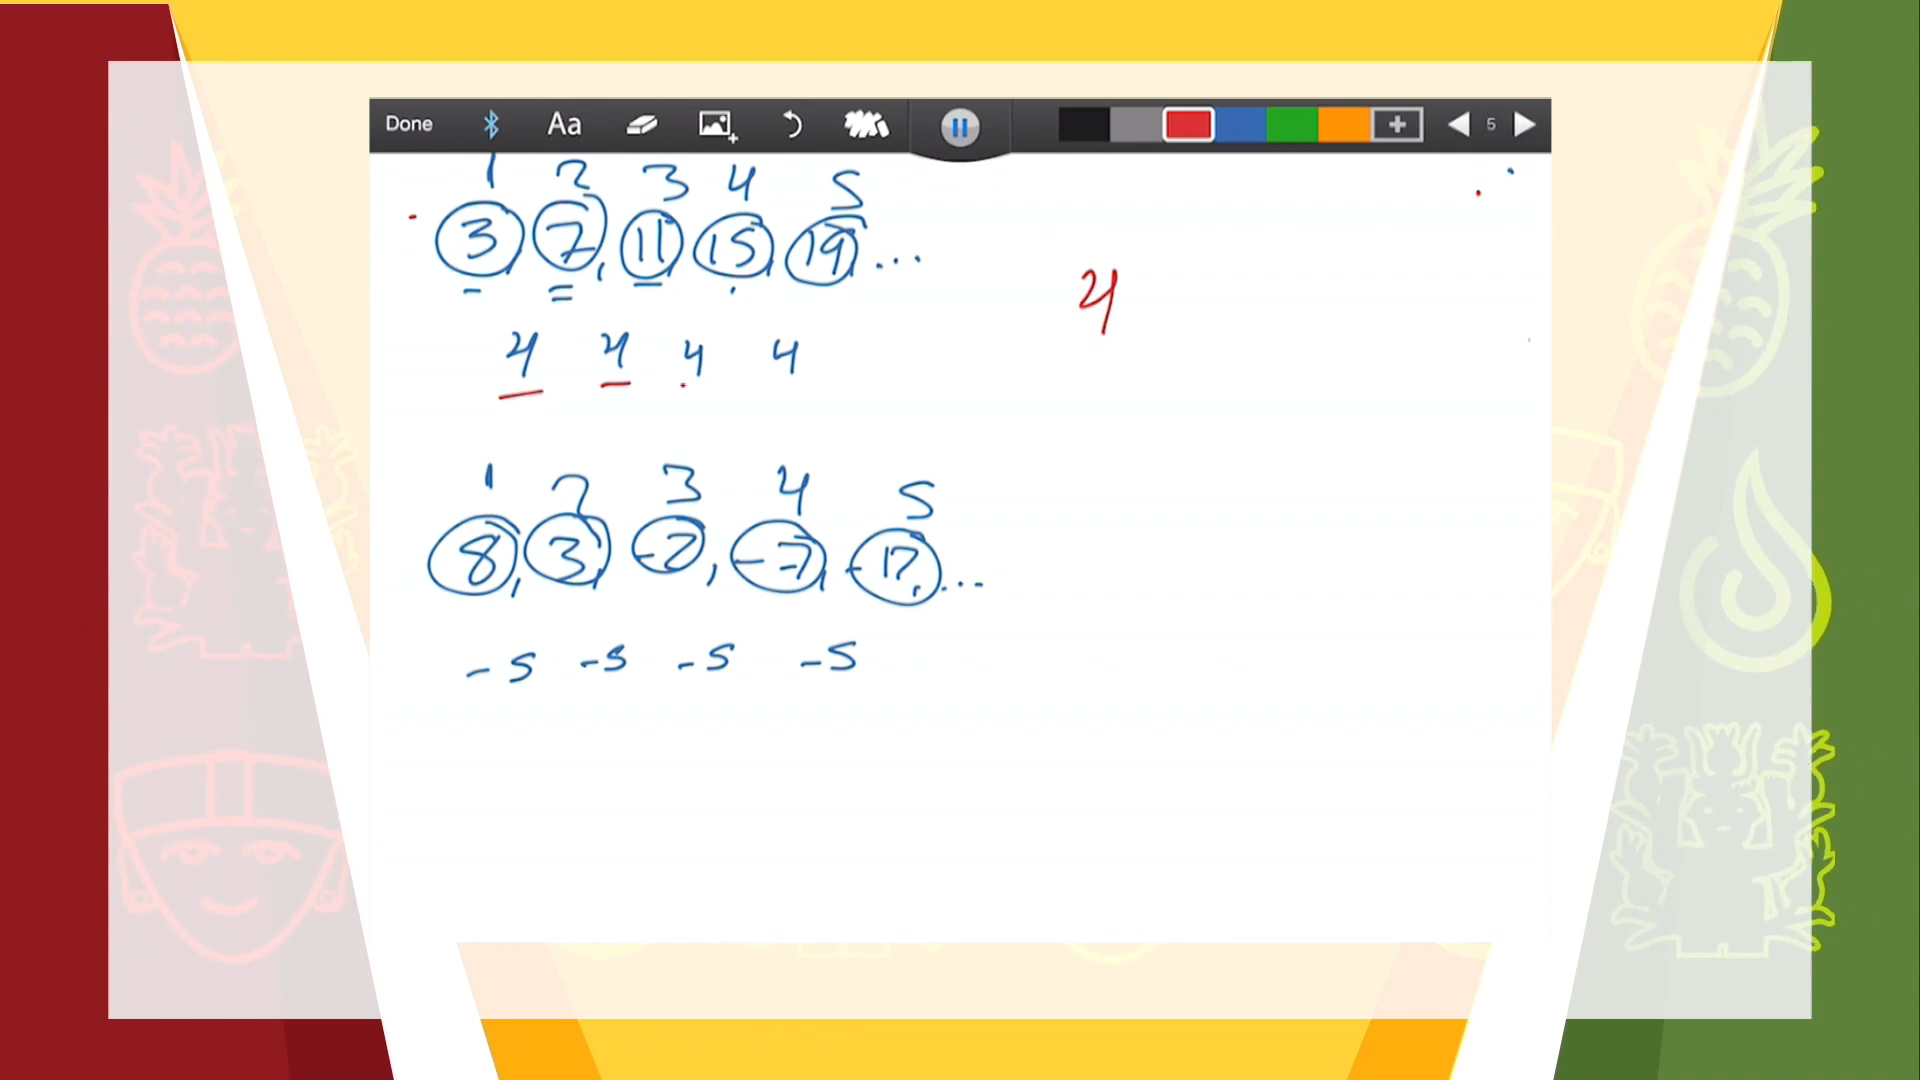 Done Aa 5
1 2 3 4 5
3, 7, 11, 15, 19, ...
4
4 4 4 4
1 2 3 4 5
8, 3, -2, -7, -17, ...
-5 -5 -5 -5